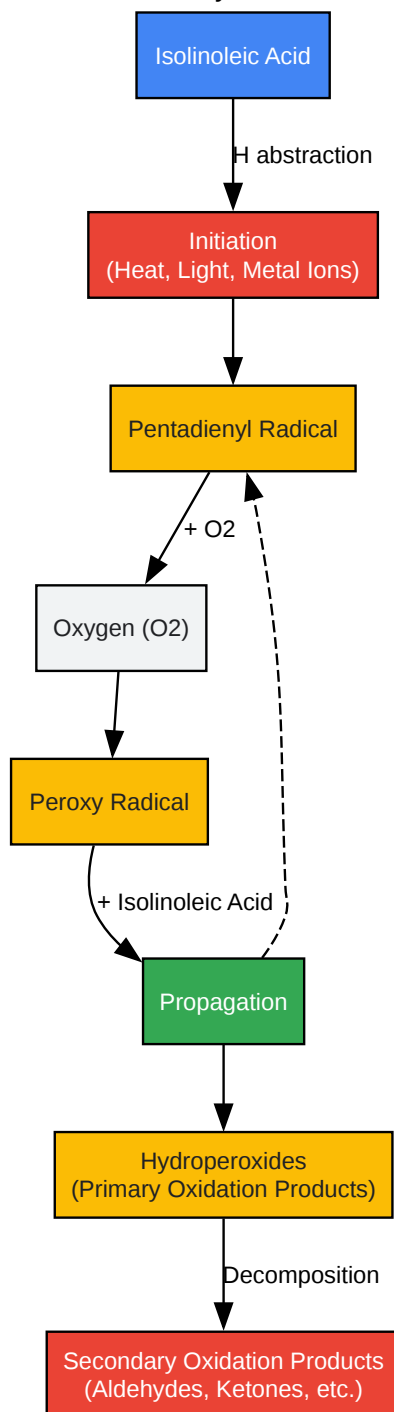 Isolinoleic Acid
H abstraction
Initiation
(Heat, Light, Metal Ions)
Pentadienyl Radical
+ O2
Oxygen (O2)
Peroxy Radical
+ Isolinoleic Acid
Propagation
Hydroperoxides
(Primary Oxidation Products)
Decomposition
Secondary Oxidation Products
(Aldehydes, Ketones, etc.)